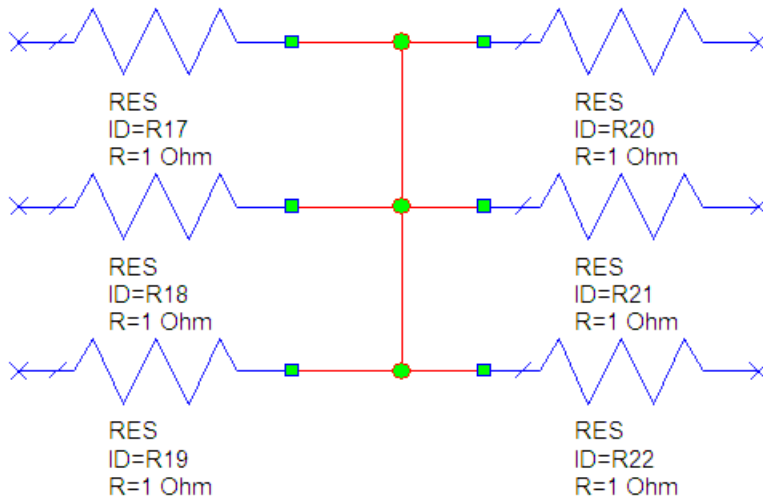 RES
ID=R17
R=1 Ohm
RES
ID=R20
R=1 Ohm
RES
ID=R18
R=1 Ohm
RES
ID=R21
R=1 Ohm
RES
ID=R19
R=1 Ohm
RES
ID=R22
R=1 Ohm